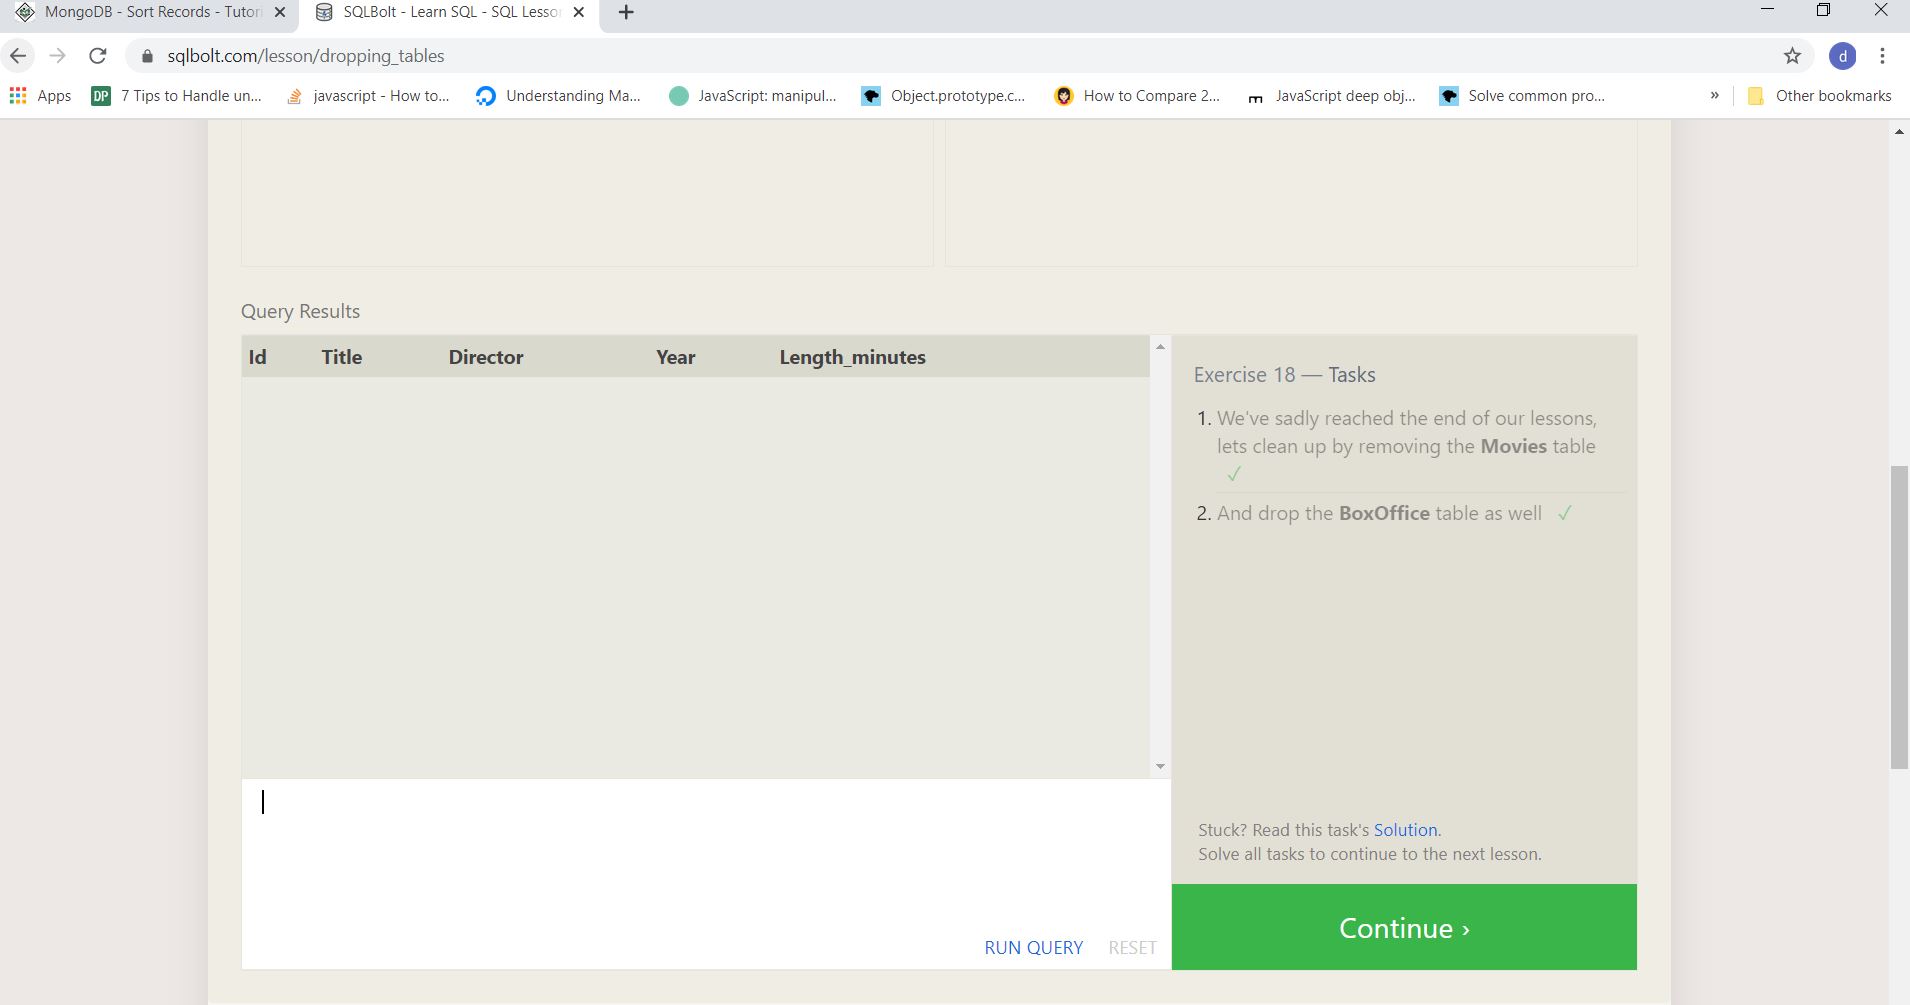 MongoDB - Sort Records - Tutori
SQLBolt - Learn SQL - SQL Lesson
sqlbolt.com/lesson/dropping_tables
d
Apps
DP
7 Tips to Handle un...
javascript - How to...
Understanding Ma...
JavaScript: manipul...
Object.prototype.c...
How to Compare 2...
m
JavaScript deep obj...
Solve common pro...
»
Other bookmarks
Query Results
Id Title Director Year Length_minutes
Exercise 18 — Tasks
1. We've sadly reached the end of our lessons,
lets clean up by removing the Movies table
✓
2. And drop the BoxOffice table as well ✓
Stuck? Read this task's Solution.
Solve all tasks to continue to the next lesson.
RUN QUERY RESET
Continue ›